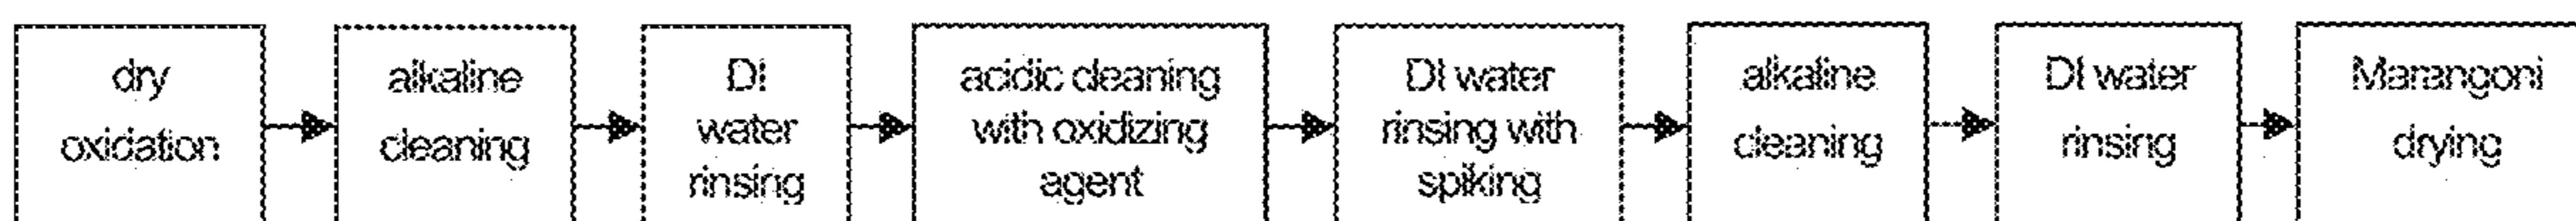 dry
oxidation
alkaline
cleaning
DI
water
rinsing
acidic cleaning
with oxidizing
agent
DI water
rinsing with
spiking
alkaline
cleaning
DI water
rinsing
Marangoni
drying